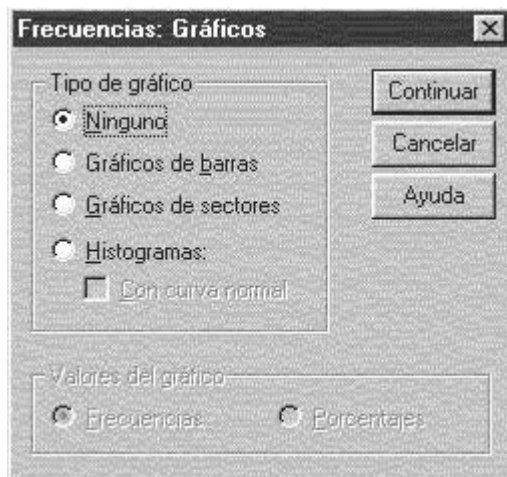 Frecuencias: Gráficos
Tipo de gráfico
Ninguno
Gráficos de barras
Gráficos de sectores
Histogramas:
Con curva normal
Continuar
Cancelar
Ayuda
Valores del gráfico
Frecuencias
Porcentajes